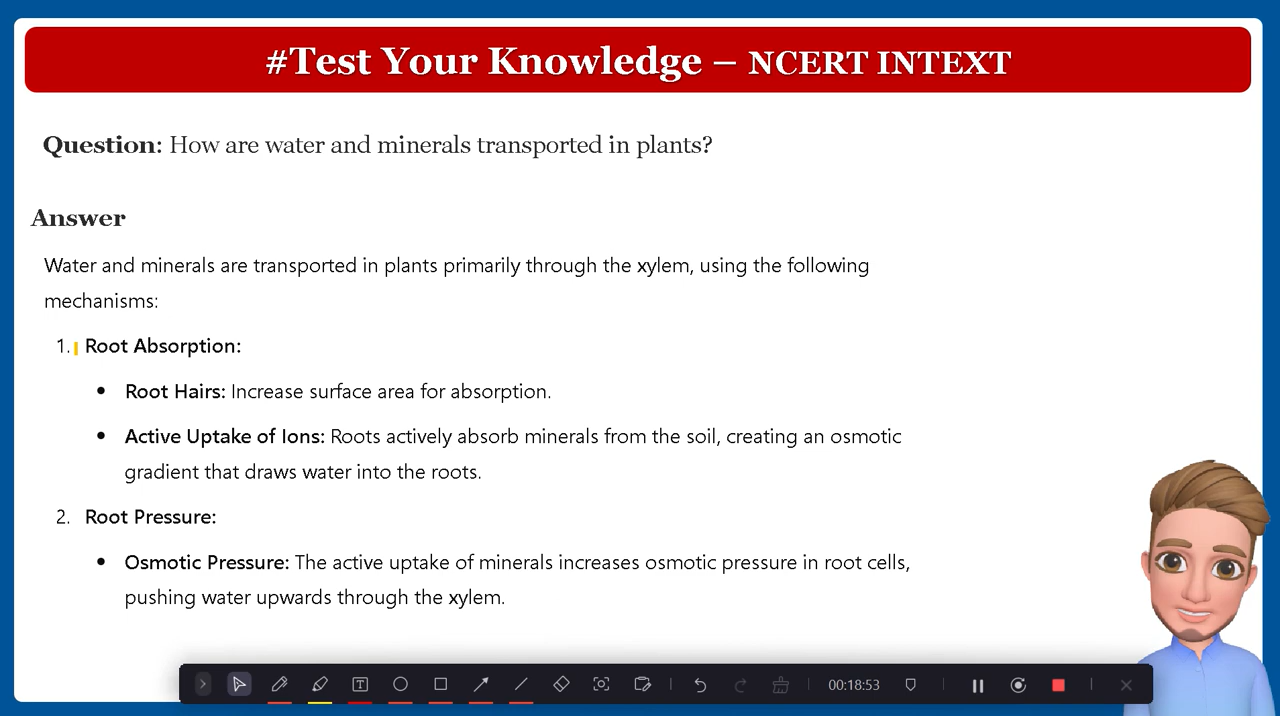 #Test Your Knowledge – NCERT INTEXT
Question: How are water and minerals transported in plants?
Answer
Water and minerals are transported in plants primarily through the xylem, using the following
mechanisms:
1. Root Absorption:
• Root Hairs: Increase surface area for absorption.
• Active Uptake of Ions: Roots actively absorb minerals from the soil, creating an osmotic
gradient that draws water into the roots.
2. Root Pressure:
• Osmotic Pressure: The active uptake of minerals increases osmotic pressure in root cells,
pushing water upwards through the xylem.
00:18:53